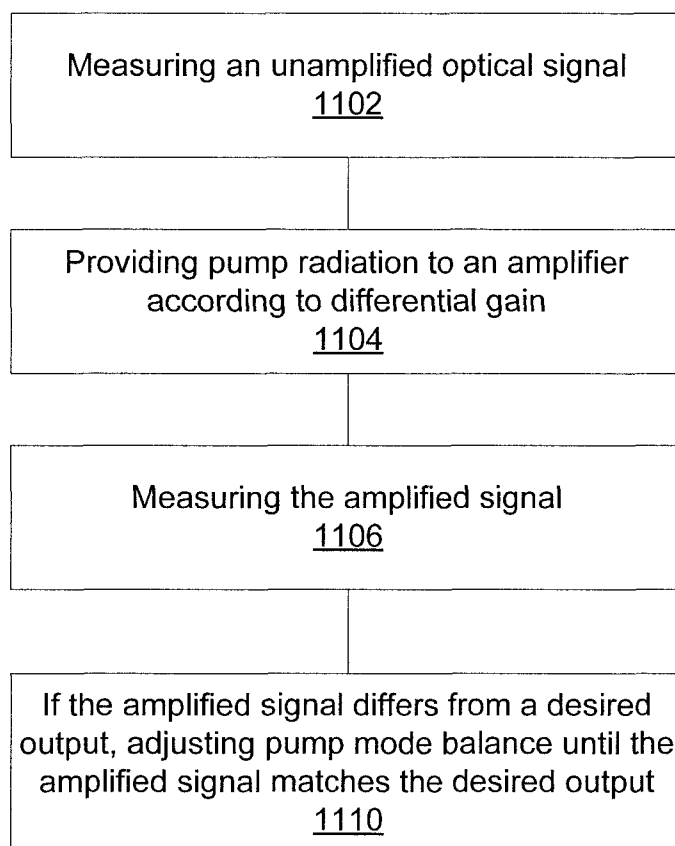 Measuring an unamplified optical signal
1102
Providing pump radiation to an amplifier
according to differential gain
1104
Measuring the amplified signal
1106
If the amplified signal differs from a desired
output, adjusting pump mode balance until the
amplified signal matches the desired output
1110